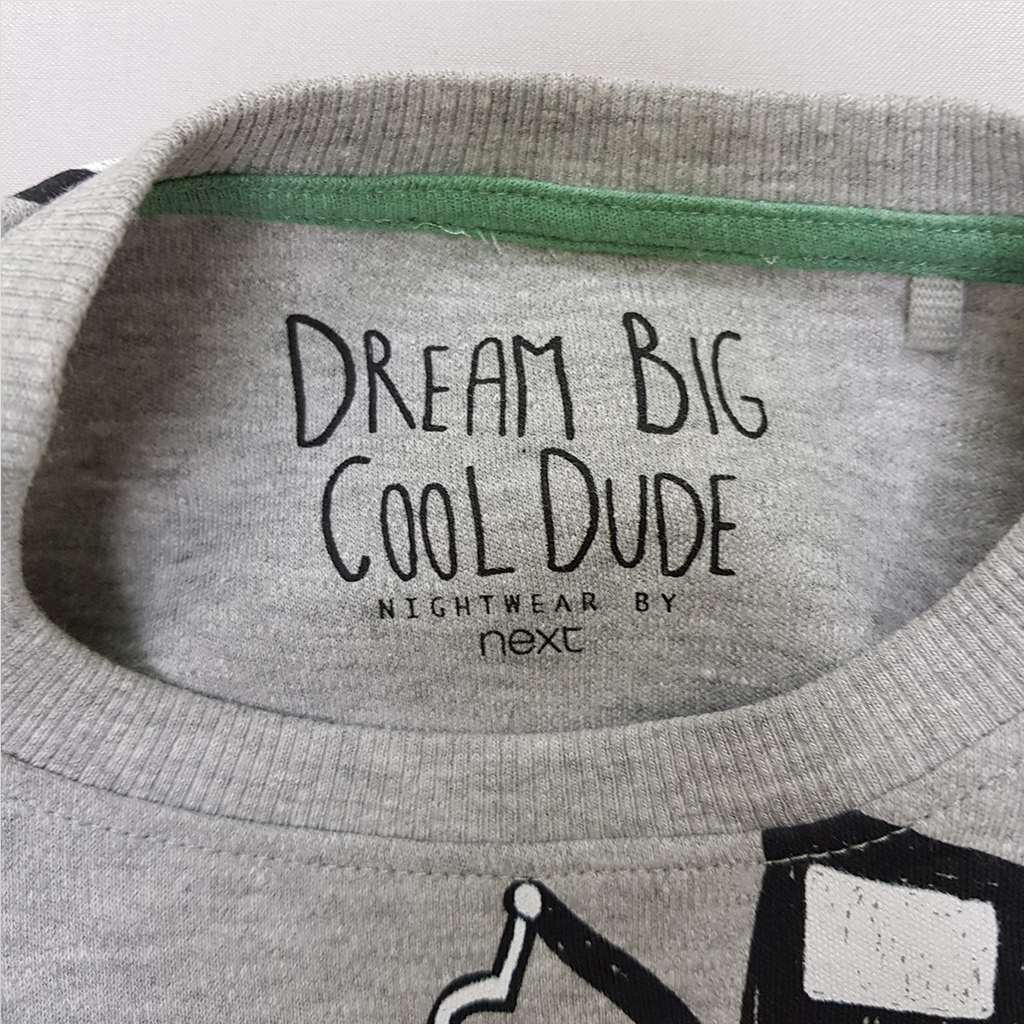 DREAM BIG
COOL DUDE
NIGHTWEAR BY
next